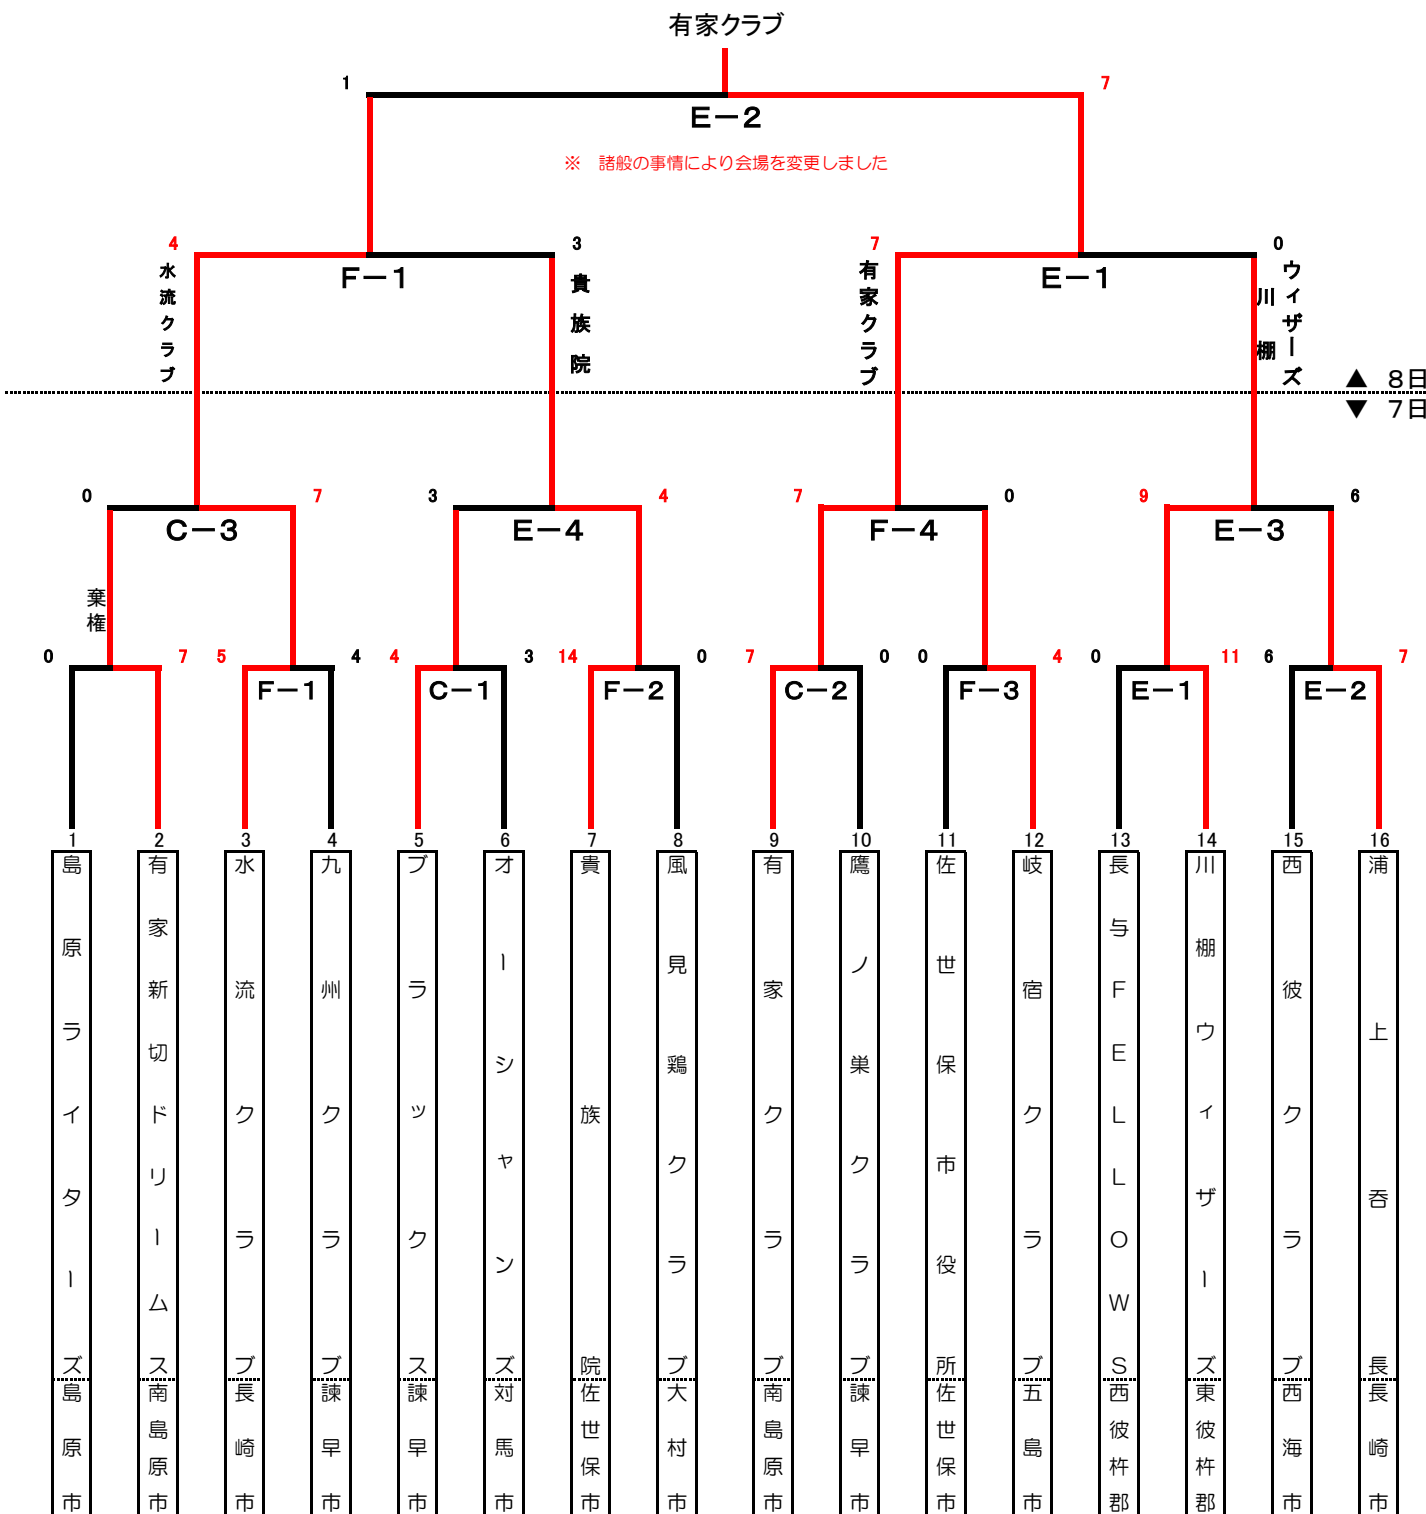 有家クラブ
1
7
E－2
※　諸般の事情により会場を変更しました
4
3
7
0
F－1
E－1
水流クラブ
貴族院
有家クラブ
川棚
ウィザーズ
▲　8日
▼　7日
0
7
3
4
7
0
9
6
C－3
E－4
F－4
E－3
棄権
0
7
5
4
4
3
14
0
7
0
0
4
0
11
6
7
F－1
C－1
F－2
C－2
F－3
E－1
E－2
1
2
3
4
5
6
7
8
9
10
11
12
13
14
15
16
島原ライターズ
有家新切ドリームス
水流クラブ
九州クラブ
ブラックス
オーシャンズ
貴族院
風見鶏クラブ
有家クラブ
鷹ノ巣クラブ
佐世保市役所
岐宿クラブ
長与FELLOWS
川棚ウィザーズ
西彼クラブ
浦上呑長
島原市
南島原市
長崎市
諫早市
諫早市
対馬市
佐世保市
大村市
南島原市
諫早市
佐世保市
五島市
西彼杵郡
東彼杵郡
西海市
長崎市